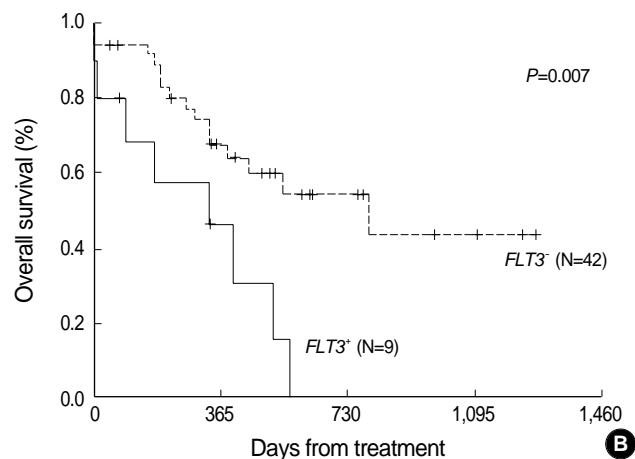 1.0
0.8
0.6
0.4
0.2
0.0
Overall survival (%)
P=0.007
FLT3⁻ (N=42)
FLT3⁺ (N=9)
0 365 730 1,095 1,460
Days from treatment
B